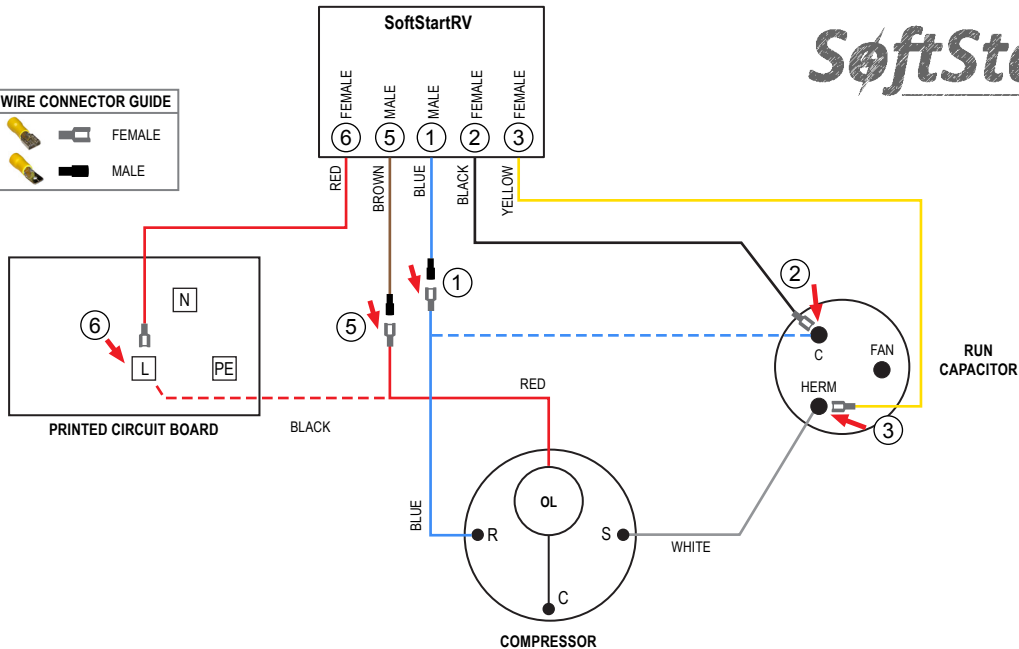 SoftStartRV
SoftSta
WIRE CONNECTOR GUIDE
FEMALE
MALE
FEMALE
MALE
MALE
FEMALE
FEMALE
6
5
1
2
3
RED
BROWN
BLUE
BLACK
YELLOW
N
L
PE
6
PRINTED CIRCUIT BOARD
5
1
2
C
FAN
HERM
3
RUN
CAPACITOR
RED
BLACK
BLUE
OL
R
S
C
WHITE
COMPRESSOR